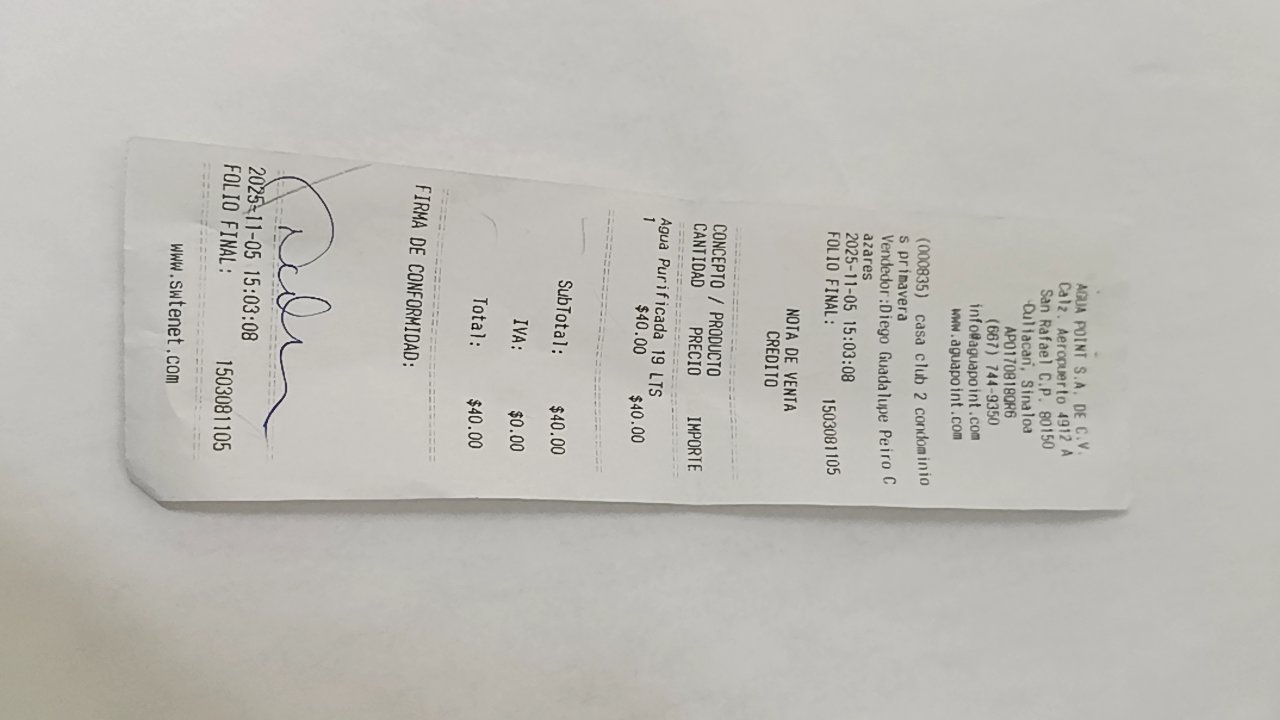 AGUA POINT S.A. DE C.V.
Calz. Aeropuerto 4912 A
San Rafael C.P. 80150
Culiacan, Sinaloa
APO170818QR6
(667) 744-9350
info@aguapoint.com
www.aguapoint.com
(000835) casa club 2 condominio
s primavera
Vendedor:Diego Guadalupe Peiro C
azares
2025-11-05 15:03:08
FOLIO FINAL: 1503081105
NOTA DE VENTA
CREDITO
CONCEPTO / PRODUCTO
CANTIDAD PRECIO IMPORTE
Agua Purificada 19 LTS
1 $40.00 $40.00
SubTotal: $40.00
IVA: $0.00
Total: $40.00
FIRMA DE CONFORMIDAD:
2025-11-05 15:03:08
FOLIO FINAL: 1503081105
www.swtenet.com